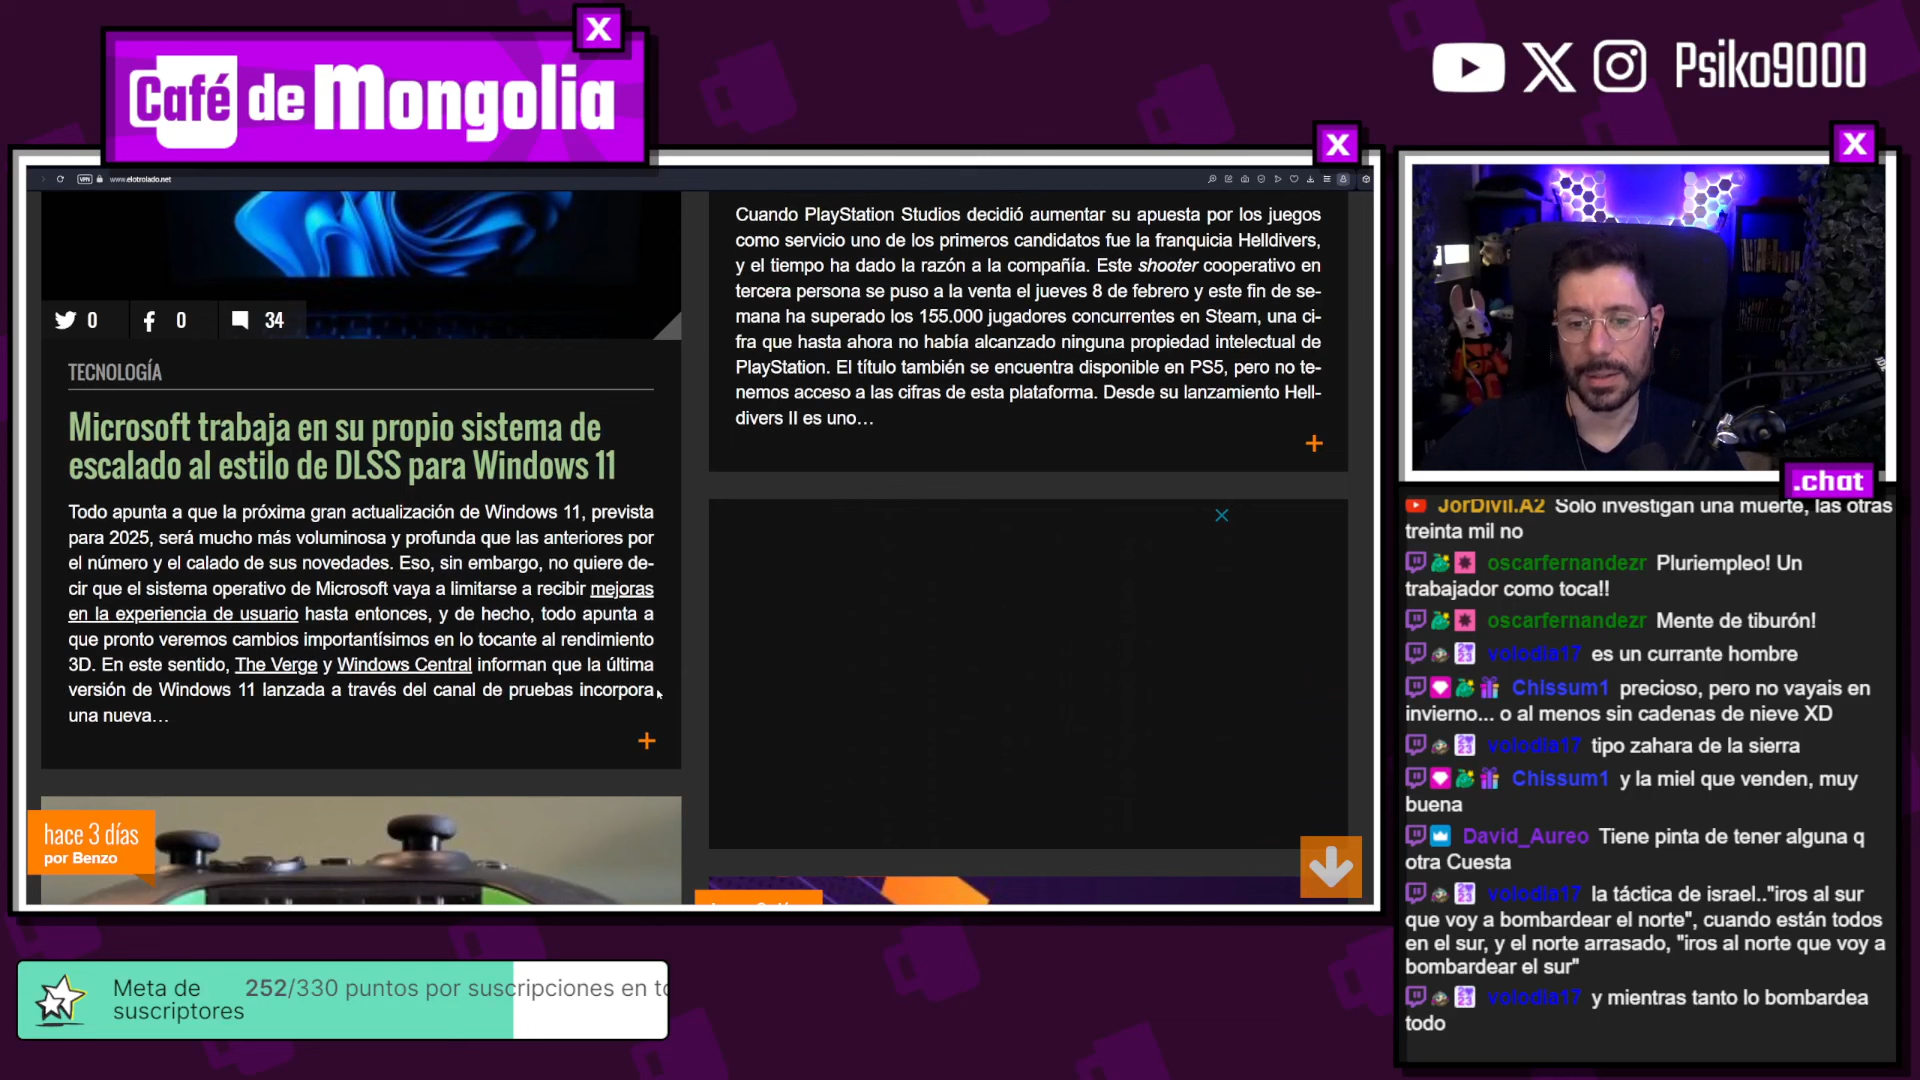 X
Café de Mongolia
Psiko9000
X
X
VPN
www.elotrolado.net
0
0
34
TECNOLOGÍA
Microsoft trabaja en su propio sistema de
escalado al estilo de DLSS para Windows 11
Todo apunta a que la próxima gran actualización de Windows 11, prevista
para 2025, será mucho más voluminosa y profunda que las anteriores por
el número y el calado de sus novedades. Eso, sin embargo, no quiere de-
cir que el sistema operativo de Microsoft vaya a limitarse a recibir mejoras
en la experiencia de usuario hasta entonces, y de hecho, todo apunta a
que pronto veremos cambios importantísimos en lo tocante al rendimiento
3D. En este sentido, The Verge y Windows Central informan que la última
versión de Windows 11 lanzada a través del canal de pruebas incorpora
una nueva…
+
hace 3 días
por Benzo
Cuando PlayStation Studios decidió aumentar su apuesta por los juegos
como servicio uno de los primeros candidatos fue la franquicia Helldivers,
y el tiempo ha dado la razón a la compañía. Este shooter cooperativo en
tercera persona se puso a la venta el jueves 8 de febrero y este fin de se-
mana ha superado los 155.000 jugadores concurrentes en Steam, una ci-
fra que hasta ahora no había alcanzado ninguna propiedad intelectual de
PlayStation. El título también se encuentra disponible en PS5, pero no te-
nemos acceso a las cifras de esta plataforma. Desde su lanzamiento Hell-
divers II es uno…
+
.chat
JorDivil.A2 Solo investigan una muerte, las otras
treinta mil no
oscarfernandezr Pluriempleo! Un
trabajador como toca!!
oscarfernandezr Mente de tiburón!
volodia17 es un currante hombre
Chissum1 precioso, pero no vayais en
invierno... o al menos sin cadenas de nieve XD
volodia17 tipo zahara de la sierra
Chissum1 y la miel que venden, muy
buena
David_Aureo Tiene pinta de tener alguna q
otra Cuesta
volodia17 la táctica de israel.."iros al sur
que voy a bombardear el norte", cuando están todos
en el sur, y el norte arrasado, "iros al norte que voy a
bombardear el sur"
volodia17 y mientras tanto lo bombardea
todo
Meta de
suscriptores
252/330 puntos por suscripciones en